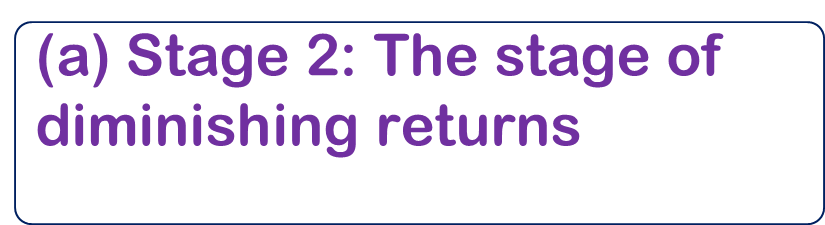 (a) Stage 2: The stage of
diminishing returns